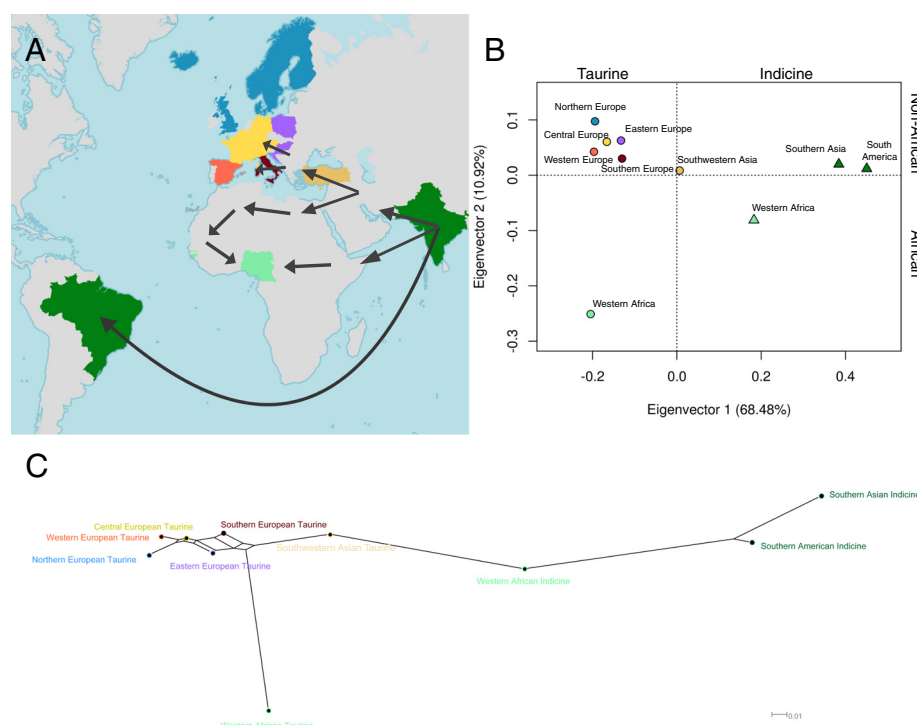 A
B
Taurine
Indicine
Northern Europe
Central Europe
Eastern Europe
Western Europe
Southern Europe
Southwestern Asia
Southern Asia
South
America
Western Africa
Western Africa
0.1
0.0
-0.1
-0.2
-0.3
Eigenvector 2 (10.92%)
African
-0.2
0.0
0.2
0.4
Eigenvector 1 (68.48%)
C
Southern Asian Indicine
Central European Taurine
Southern European Taurine
Western European Taurine
Southwestern Asian Taurine
Southern American Indicine
Northern European Taurine
Eastern European Taurine
Western African Indicine
0.01